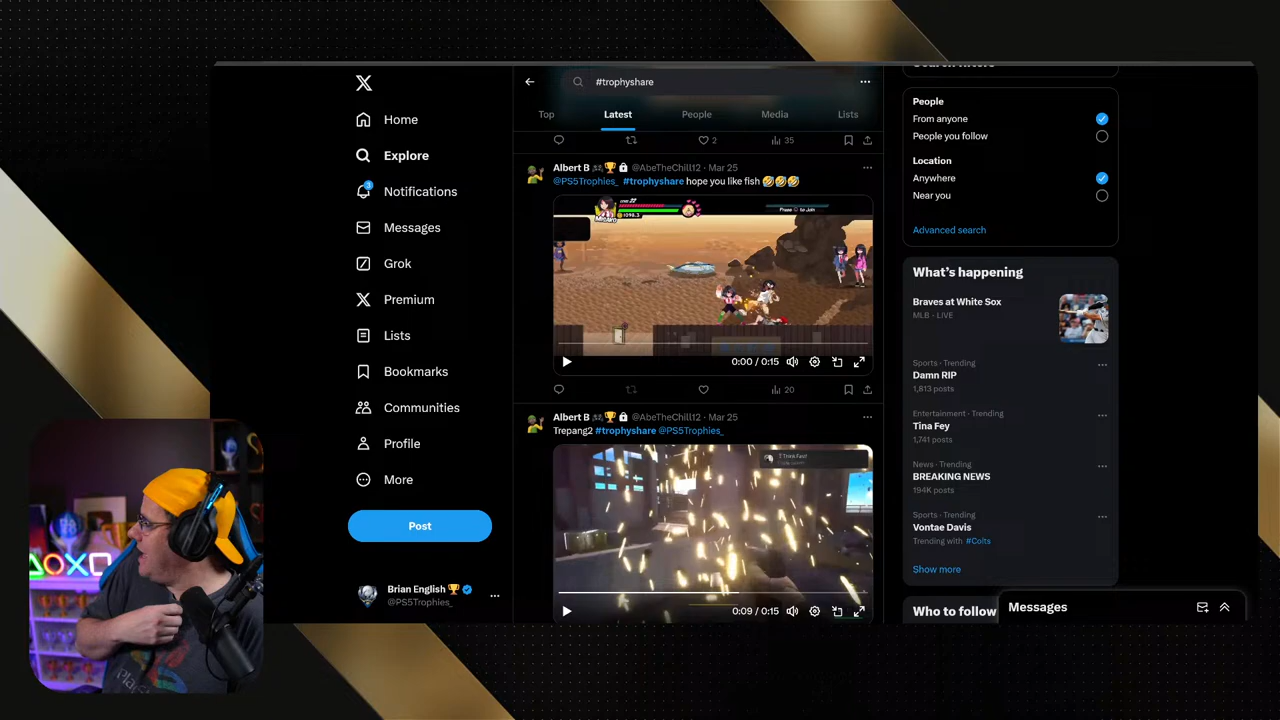 Home
Explore
3
Notifications
Messages
Grok
Premium
Lists
Bookmarks
Communities
Profile
More
Post
Brian English
@PS5Trophies_
#trophyshare
Top
Latest
People
Media
Lists
2
35
Albert B @AbeTheChill12 · Mar 25
@PS5Trophies_ #trophyshare hope you like fish 🤣🤣🤣
0:00 / 0:15
20
Albert B @AbeTheChill12 · Mar 25
Trepang2 #trophyshare @PS5Trophies_
0:09 / 0:15
Search filters
People
From anyone
People you follow
Location
Anywhere
Near you
Advanced search
What's happening
Braves at White Sox
MLB · LIVE
Sports · Trending
Damn RIP
1,813 posts
Entertainment · Trending
Tina Fey
1,741 posts
News · Trending
BREAKING NEWS
194K posts
Sports · Trending
Vontae Davis
Trending with #Colts
Show more
Who to follow
Messages